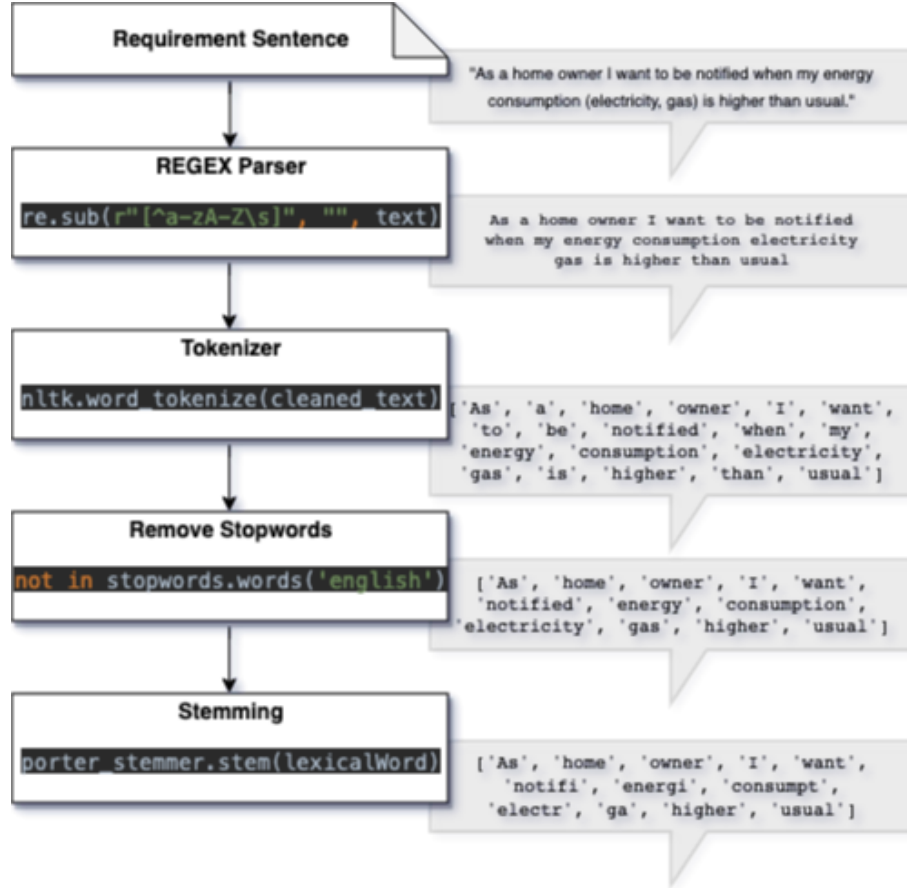 Requirement Sentence
"As a home owner I want to be notified when my energy
consumption (electricity, gas) is higher than usual."
REGEX Parser
re.sub(r"[^a-zA-Z\s]", "", text)
As a home owner I want to be notified
when my energy consumption electricity
gas is higher than usual
Tokenizer
nltk.word_tokenize(cleaned_text)
['As', 'a', 'home', 'owner', 'I', 'want',
'to', 'be', 'notified', 'when', 'my',
'energy', 'consumption', 'electricity',
'gas', 'is', 'higher', 'than', 'usual']
Remove Stopwords
not in stopwords.words('english')
['As', 'home', 'owner', 'I', 'want',
'notified', 'energy', 'consumption',
'electricity', 'gas', 'higher', 'usual']
Stemming
porter_stemmer.stem(lexicalWord)
['As', 'home', 'owner', 'I', 'want',
'notifi', 'energi', 'consumpt',
'electr', 'ga', 'higher', 'usual']